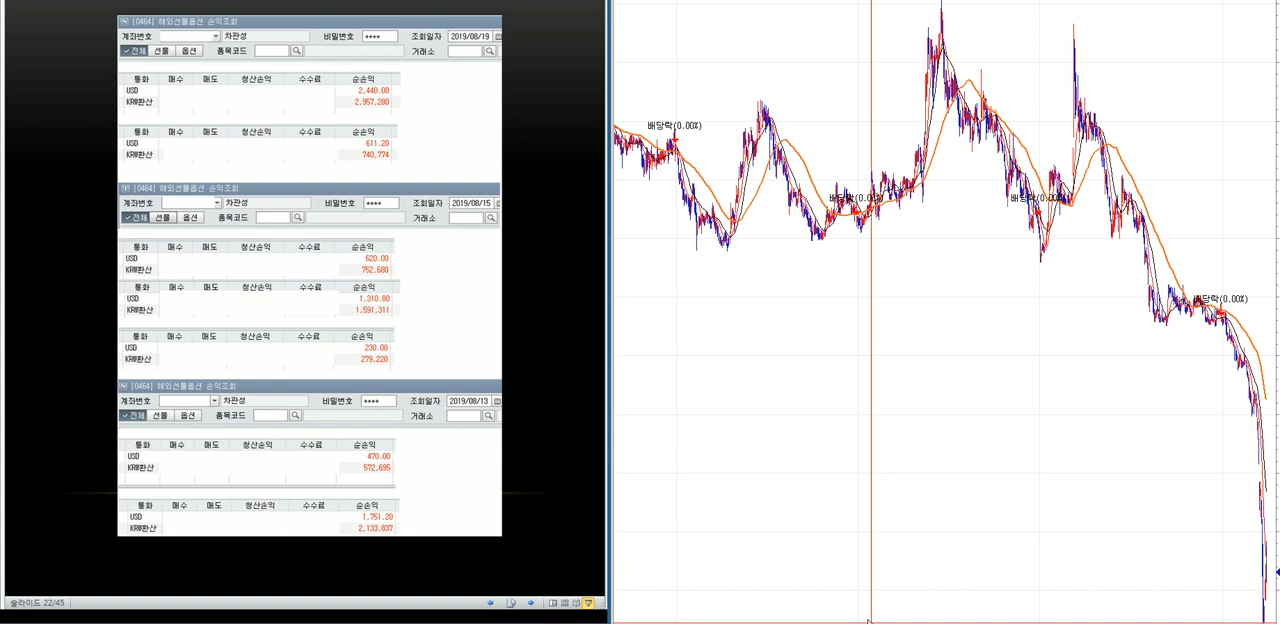 [0464] 해외선물옵션 손익조회
계좌번호 차판성 비밀번호 **** 조회일자 2019/08/19
전체 선물 옵션 품목코드 거래소
통화 매수 매도 청산손익 수수료 순손익
USD 2,440.00
KRW환산 2,957,280
통화 매수 매도 청산손익 수수료 순손익
USD 611.20
KRW환산 740,774
[0464] 해외선물옵션 손익조회
계좌번호 차판성 비밀번호 **** 조회일자 2019/08/15
전체 선물 옵션 품목코드 거래소
통화 매수 매도 청산손익 수수료 순손익
USD 620.00
KRW환산 752,680
통화 매수 매도 청산손익 수수료 순손익
USD 1,310.80
KRW환산 1,591,311
통화 매수 매도 청산손익 수수료 순손익
USD 230.00
KRW환산 279,220
[0464] 해외선물옵션 손익조회
계좌번호 차판성 비밀번호 **** 조회일자 2019/08/13
전체 선물 옵션 품목코드 거래소
통화 매수 매도 청산손익 수수료 순손익
USD 470.00
KRW환산 572,695
통화 매수 매도 청산손익 수수료 순손익
USD 1,751.20
KRW환산 2,133,837
슬라이드 22/45
배당락(0.00%)
배당락(0.00%)
배당락(0.00%)
배당락(0.00%)